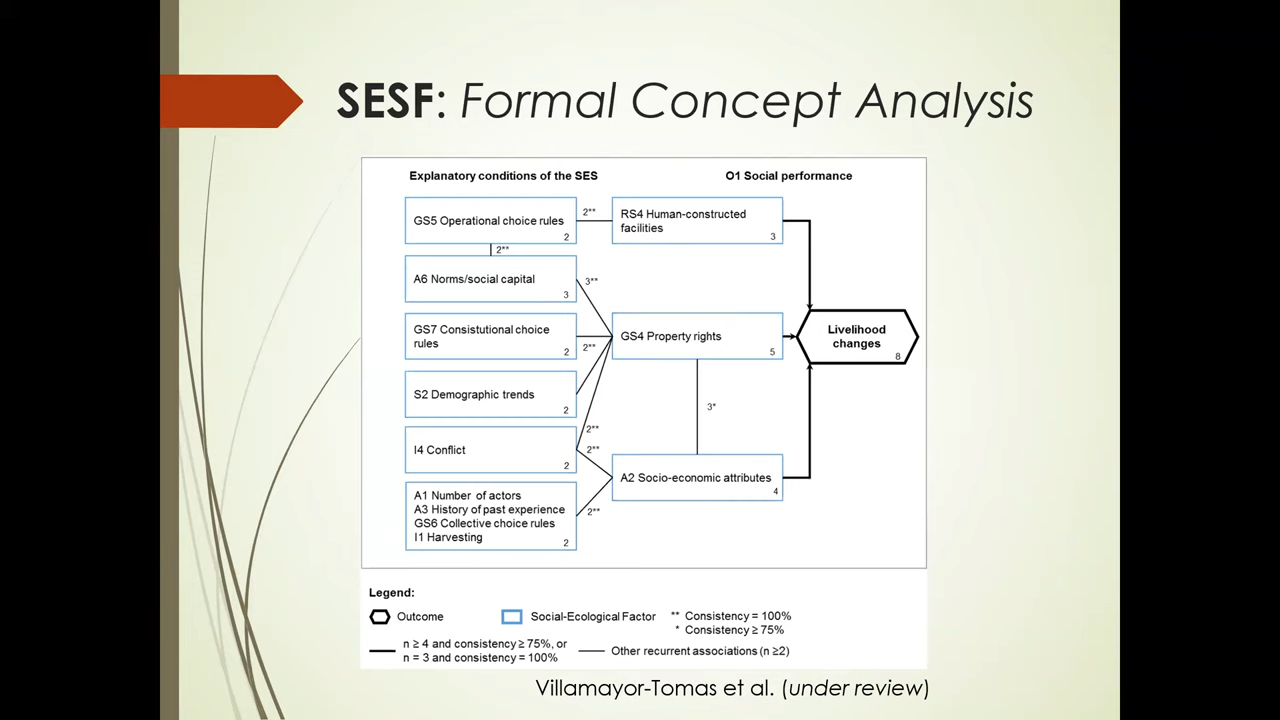 SESF: Formal Concept Analysis
Explanatory conditions of the SES
O1 Social performance
GS5 Operational choice rules
2
2**
RS4 Human-constructed
facilities
3
2**
A6 Norms/social capital
3
3**
GS7 Consistutional choice
rules
2
2**
GS4 Property rights
5
Livelihood
changes
8
S2 Demographic trends
2
3*
2**
I4 Conflict
2
2**
A2 Socio-economic attributes
4
A1 Number of actors
A3 History of past experience
GS6 Collective choice rules
I1 Harvesting
2
2**
Legend:
Outcome
Social-Ecological Factor
** Consistency = 100%
* Consistency ≥ 75%
n ≥ 4 and consistency ≥ 75%, or
n = 3 and consistency = 100%
Other recurrent associations (n ≥2)
Villamayor-Tomas et al. (under review)